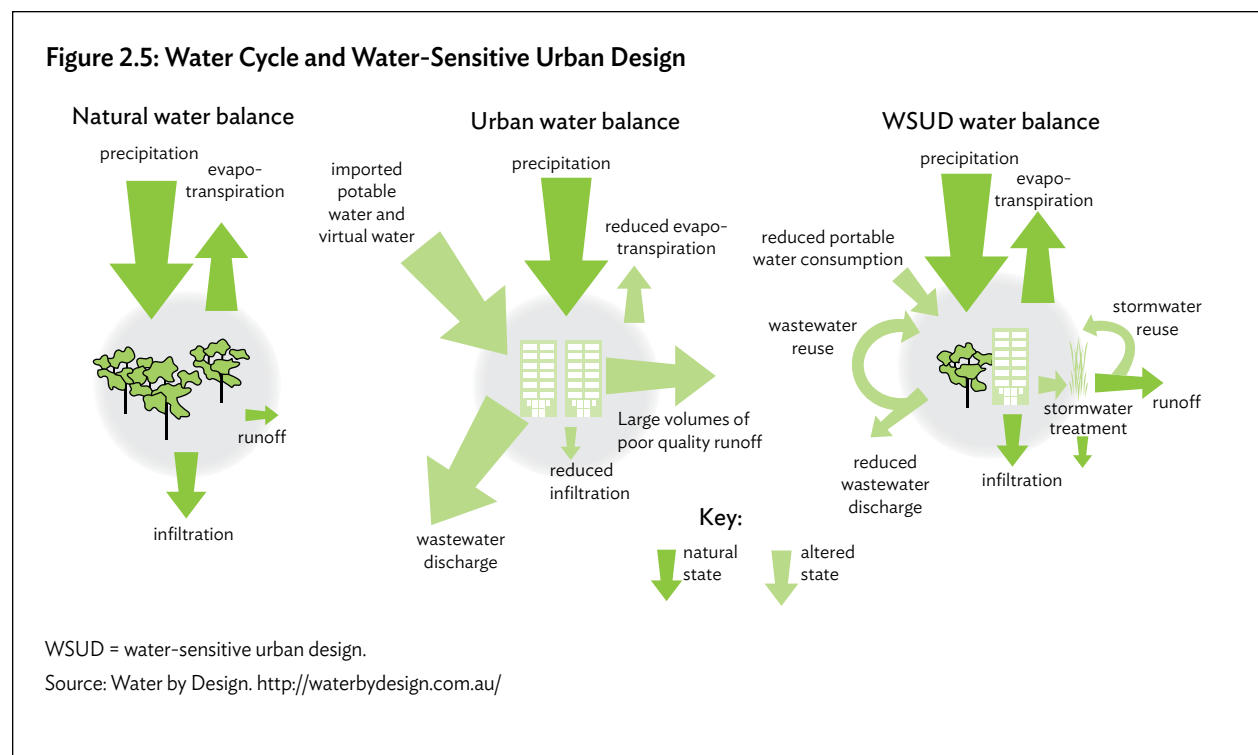 Figure 2.5: Water Cycle and Water-Sensitive Urban Design
Natural water balance
precipitation
evapo-
transpiration
runoff
infiltration
Urban water balance
imported
potable
water and
virtual water
precipitation
reduced evapo-
transpiration
Large volumes of
poor quality runoff
reduced
infiltration
wastewater
discharge
WSUD water balance
precipitation
evapo-
transpiration
reduced portable
water consumption
wastewater
reuse
stormwater
reuse
stormwater
treatment
runoff
reduced
wastewater
discharge
infiltration
Key:
natural
state
altered
state
WSUD = water-sensitive urban design.
Source: Water by Design. http://waterbydesign.com.au/